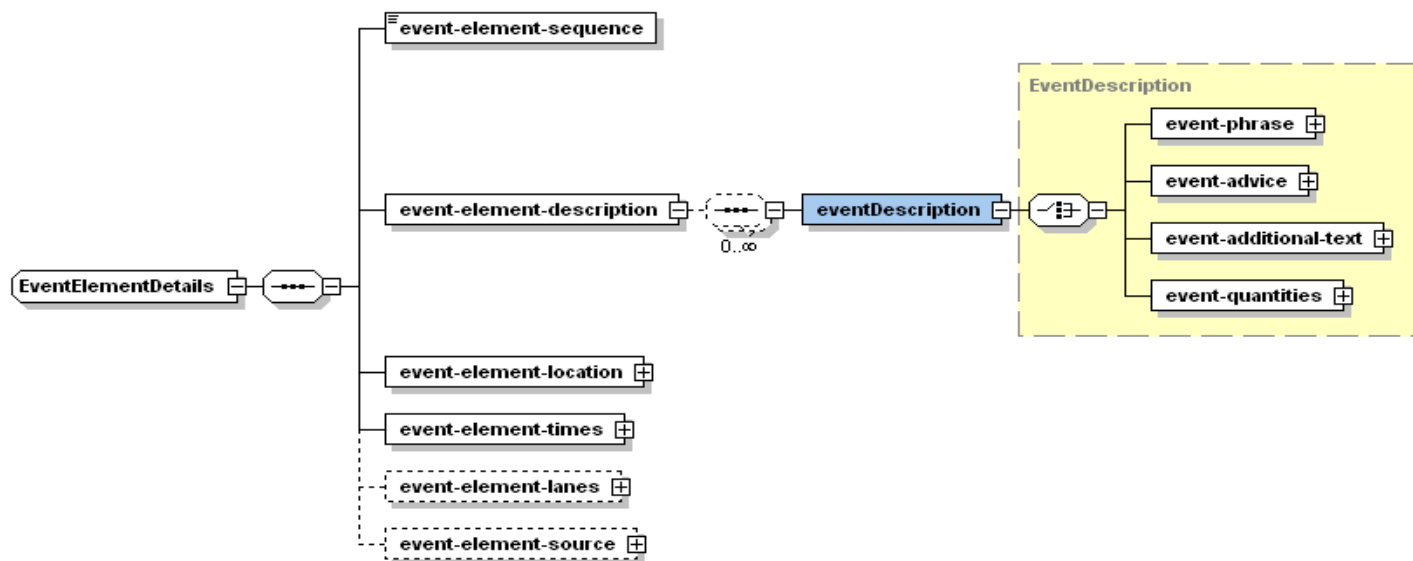 event-element-sequence
EventDescription
event-phrase
event-advice
event-element-description
eventDescription
0..∞
event-additional-text
EventElementDetails
event-quantities
event-element-location
event-element-times
event-element-lanes
event-element-source